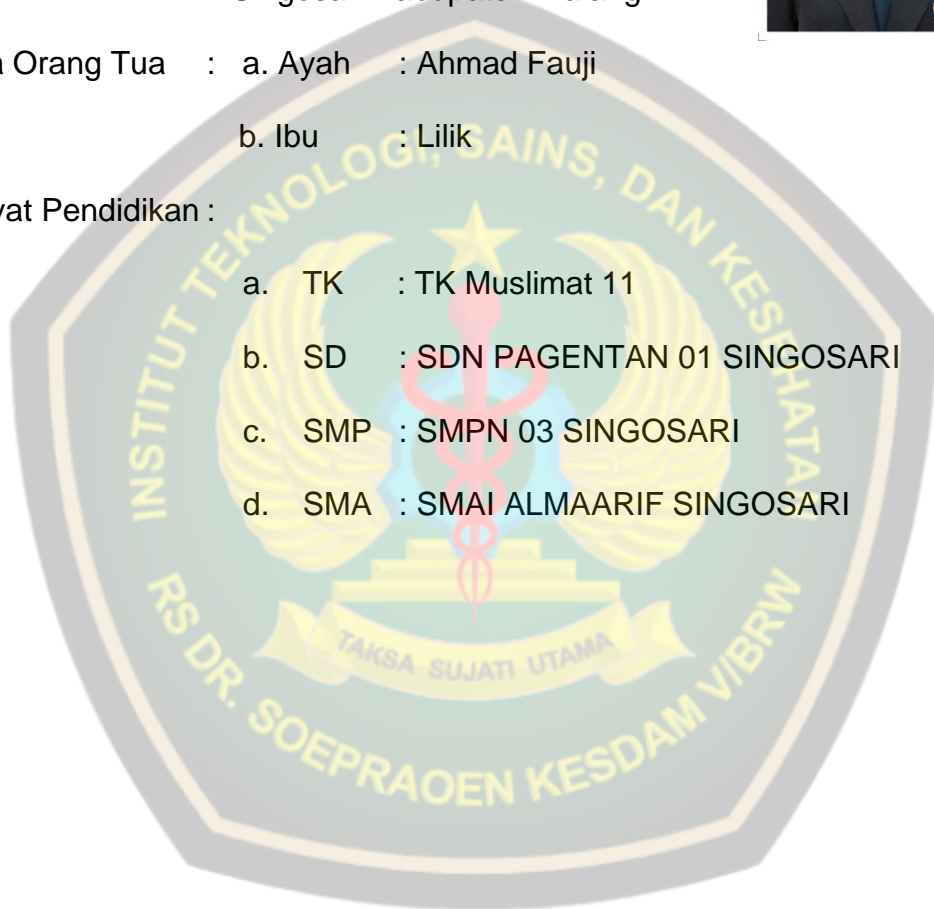 a Orang Tua : a. Ayah : Ahmad Fauji
b. Ibu : Lilik
yat Pendidikan :
a. TK : TK Muslimat 11
b. SD : SDN PAGENTAN 01 SINGOSARI
c. SMP : SMPN 03 SINGOSARI
d. SMA : SMAI ALMAARIF SINGOSARI
INSTITUT TEKNOLOGI, SAINS, DAN KESEHATAN
TAKSA SUJATI UTAMA
RS DR. SOEPRAOEN KESDAM V/BRW